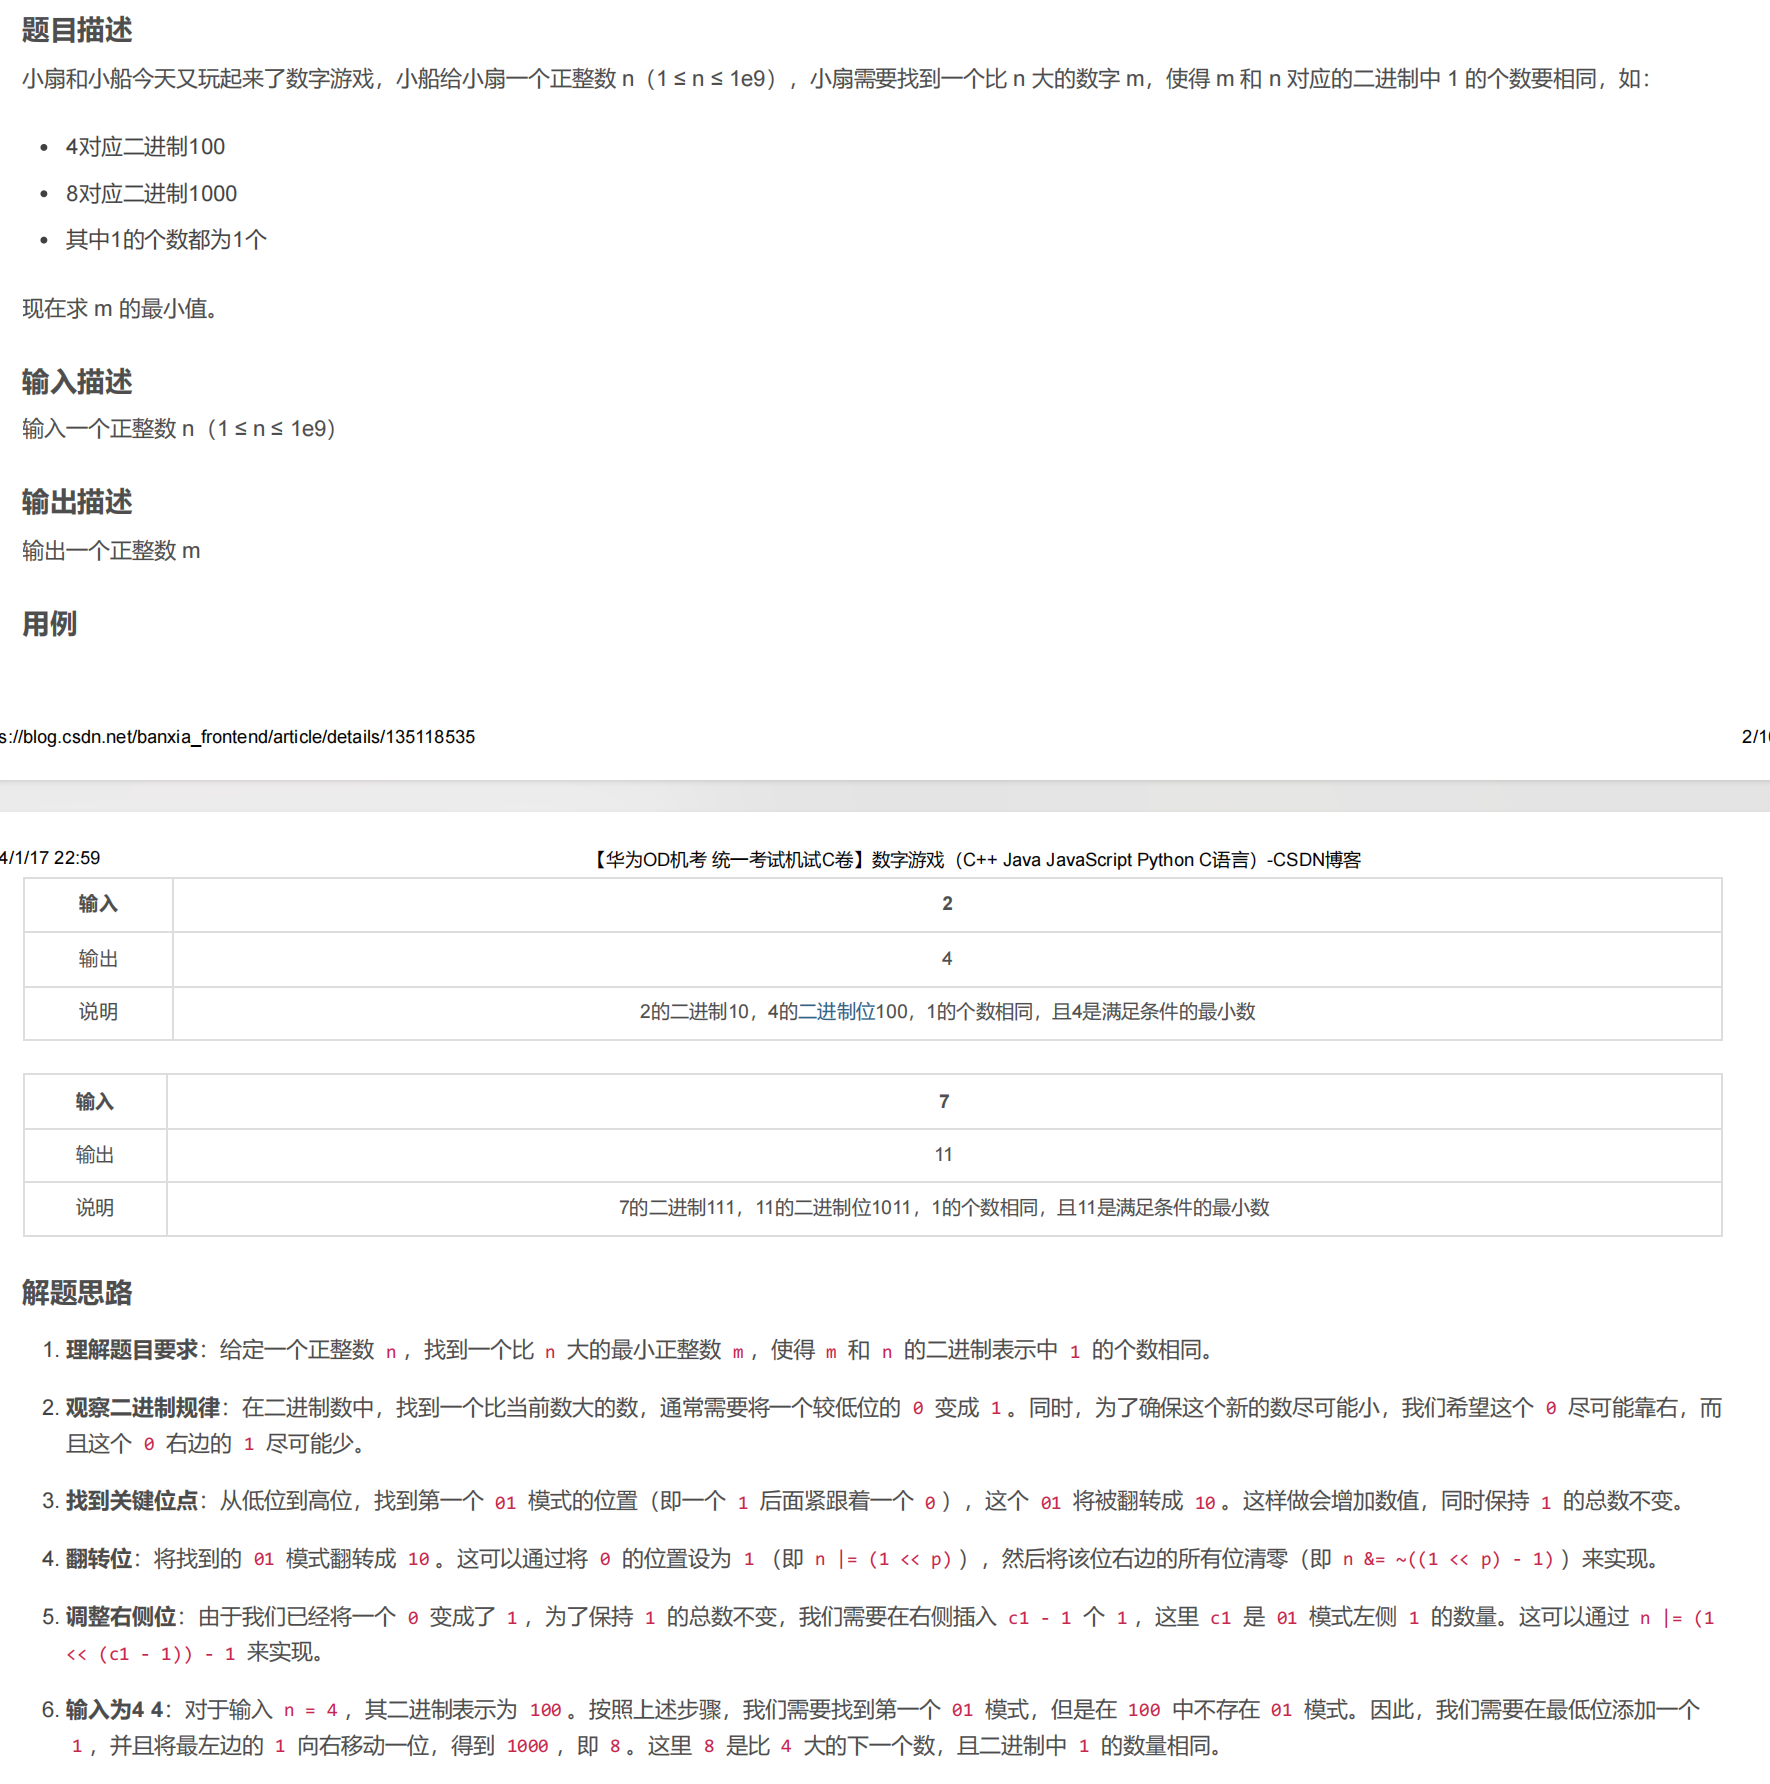 题目描述
小扇和小船今天又玩起来了数字游戏，小船给小扇一个正整数 n（1 ≤ n ≤ 1e9），小扇需要找到一个比 n 大的数字 m，使得 m 和 n 对应的二进制中 1 的个数要相同，如：
• 4对应二进制100
• 8对应二进制1000
• 其中1的个数都为1个
现在求 m 的最小值。
输入描述
输入一个正整数 n（1 ≤ n ≤ 1e9）
输出描述
输出一个正整数 m
用例
s://blog.csdn.net/banxia_frontend/article/details/135118535 2/10
4/1/17 22:59 【华为OD机考 统一考试机试C卷】数字游戏（C++ Java JavaScript Python C语言）-CSDN博客
输入 2
输出 4
说明 2的二进制10，4的二进制位100，1的个数相同，且4是满足条件的最小数
输入 7
输出 11
说明 7的二进制111，11的二进制位1011，1的个数相同，且11是满足条件的最小数
解题思路
1. 理解题目要求：给定一个正整数 n ，找到一个比 n 大的最小正整数 m ，使得 m 和 n 的二进制表示中 1 的个数相同。
2. 观察二进制规律：在二进制数中，找到一个比当前数大的数，通常需要将一个较低位的 0 变成 1 。同时，为了确保这个新的数尽可能小，我们希望这个 0 尽可能靠右，而
且这个 0 右边的 1 尽可能少。
3. 找到关键位点：从低位到高位，找到第一个 01 模式的位置（即一个 1 后面紧跟着一个 0 ），这个 01 将被翻转成 10 。这样做会增加数值，同时保持 1 的总数不变。
4. 翻转位：将找到的 01 模式翻转成 10 。这可以通过将 0 的位置设为 1 （即 n |= (1 << p) ），然后将该位右边的所有位清零（即 n &= ~((1 << p) - 1) ）来实现。
5. 调整右侧位：由于我们已经将一个 0 变成了 1 ，为了保持 1 的总数不变，我们需要在右侧插入 c1 - 1 个 1 ，这里 c1 是 01 模式左侧 1 的数量。这可以通过 n |= (1
<< (c1 - 1)) - 1 来实现。
6. 输入为4 4：对于输入 n = 4 ，其二进制表示为 100 。按照上述步骤，我们需要找到第一个 01 模式，但是在 100 中不存在 01 模式。因此，我们需要在最低位添加一个
1 ，并且将最左边的 1 向右移动一位，得到 1000 ，即 8 。这里 8 是比 4 大的下一个数，且二进制中 1 的数量相同。